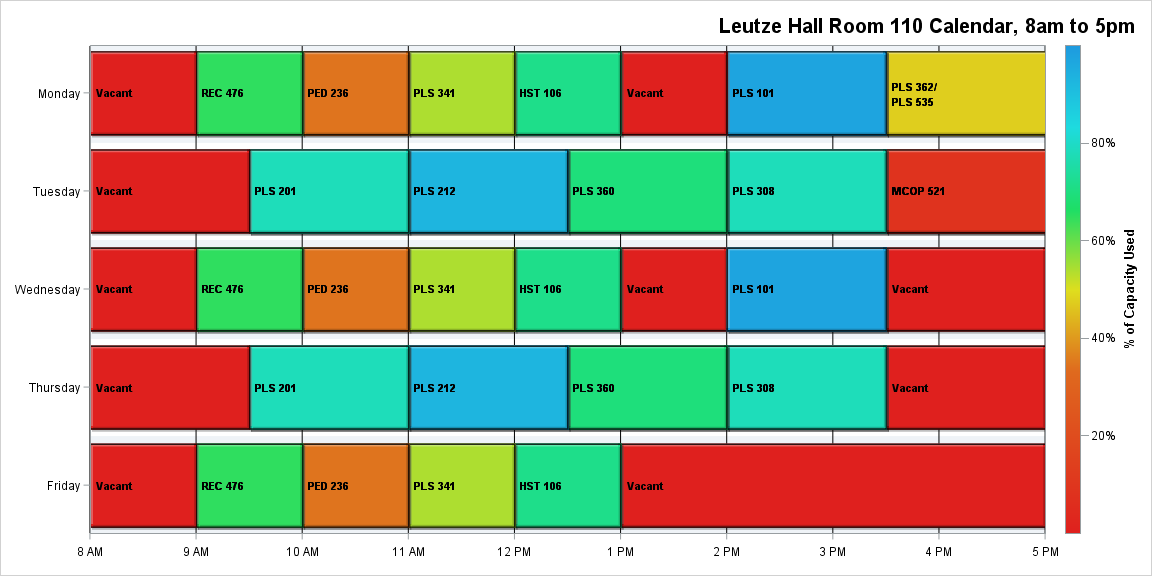 Leutze Hall Room 110 Calendar, 8am to 5pm
Monday
Vacant
REC 476
PED 236
PLS 341
HST 106
Vacant
PLS 101
PLS 362/
PLS 535
Tuesday
Vacant
PLS 201
PLS 212
PLS 360
PLS 308
MCOP 521
Wednesday
Vacant
REC 476
PED 236
PLS 341
HST 106
Vacant
PLS 101
Vacant
Thursday
Vacant
PLS 201
PLS 212
PLS 360
PLS 308
Vacant
Friday
Vacant
REC 476
PED 236
PLS 341
HST 106
Vacant
8 AM
9 AM
10 AM
11 AM
12 PM
1 PM
2 PM
3 PM
4 PM
5 PM
80%
60%
40%
20%
% of Capacity Used